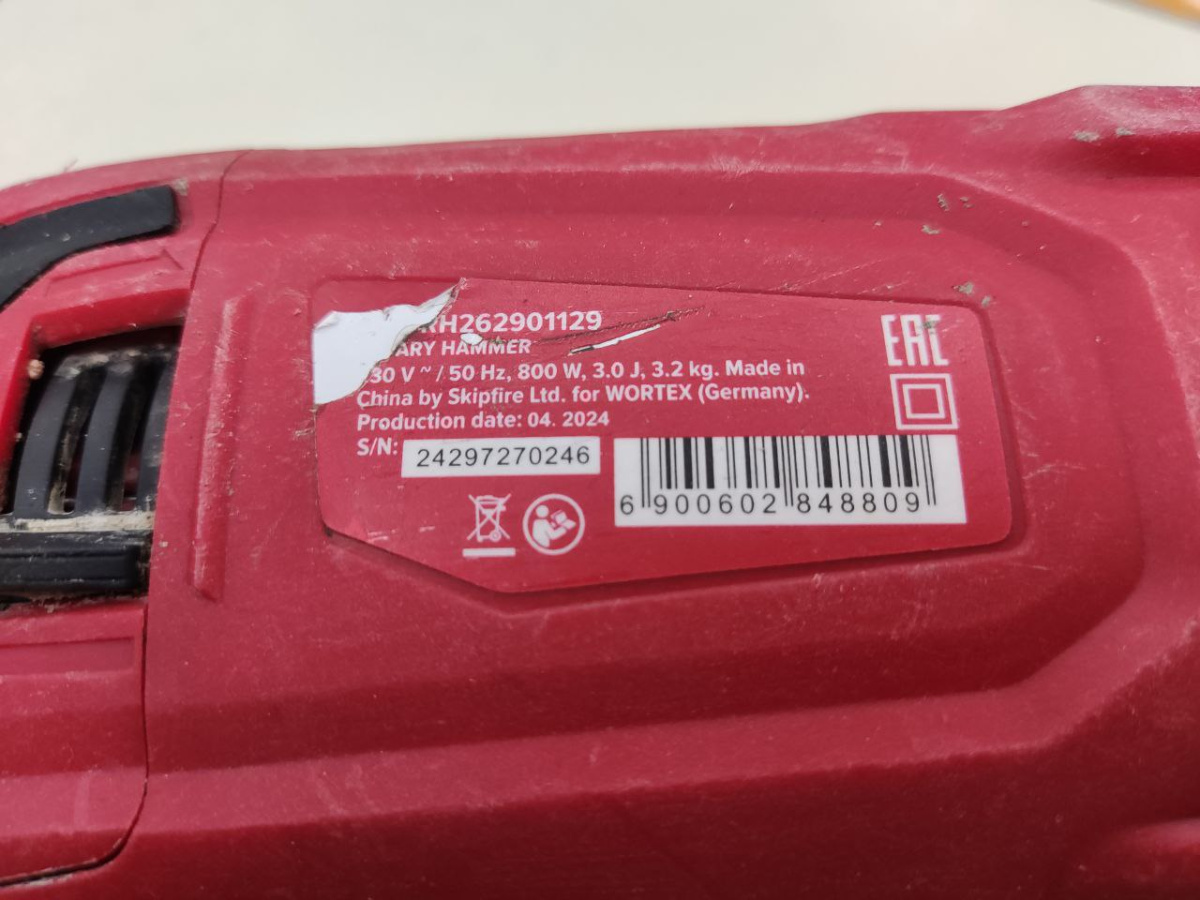 RH262901129
ARY HAMMER
30 V ~ / 50 Hz, 800 W, 3.0 J, 3.2 kg. Made in
China by Skipfire Ltd. for WORTEX (Germany).
Production date: 04. 2024
S/N: 24297270246
6 900602 848809
EAC